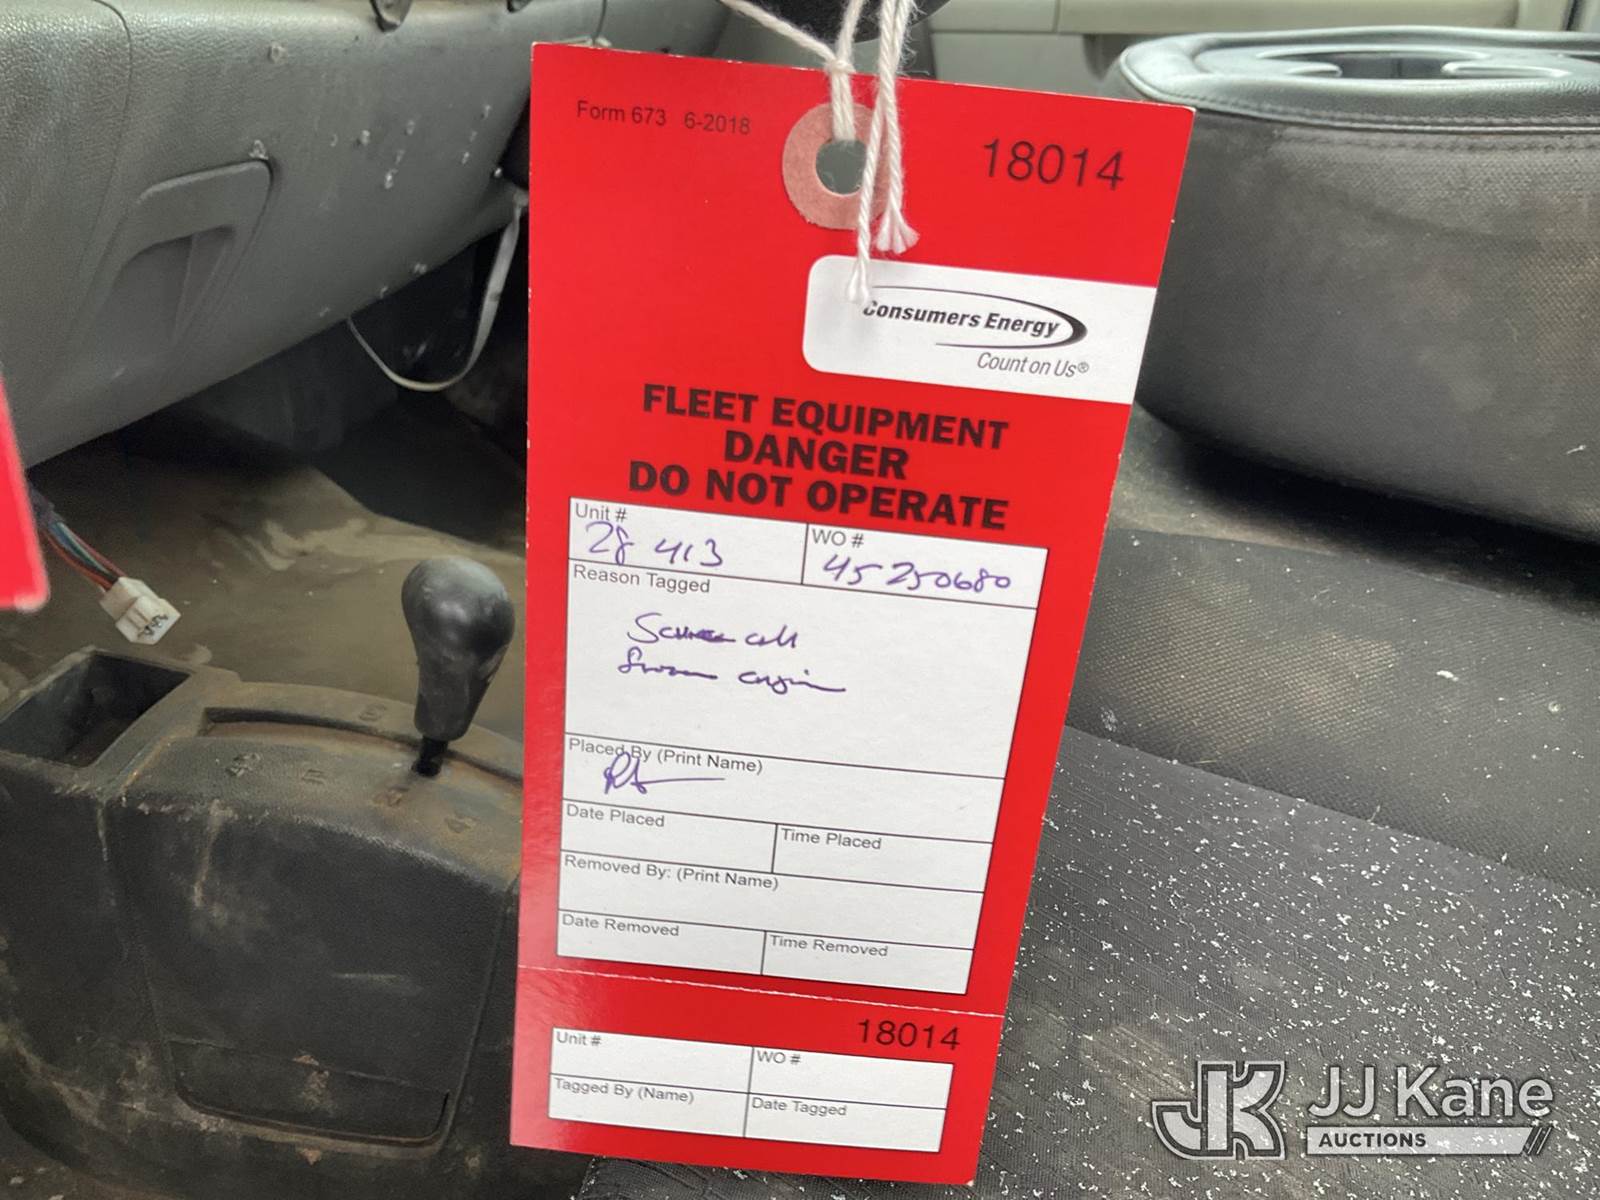 Form 673 6-2018
18014
Consumers Energy
Count on Us®
FLEET EQUIPMENT
DANGER
DO NOT OPERATE
Unit #
WO #
28 413
45250680
Reason Tagged
Placed By (Print Name)
Date Placed
Time Placed
Removed By: (Print Name)
Date Removed
Time Removed
18014
Unit #
WO #
Tagged By (Name)
Date Tagged
JJ Kane
AUCTIONS